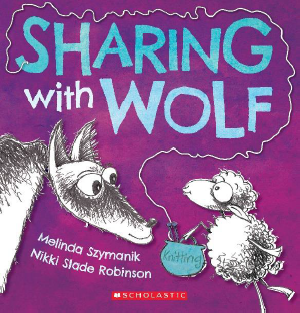 SHARING
with WOLF
Melinda Szymanik
Nikki Slade Robinson
Knitting
SCHOLASTIC